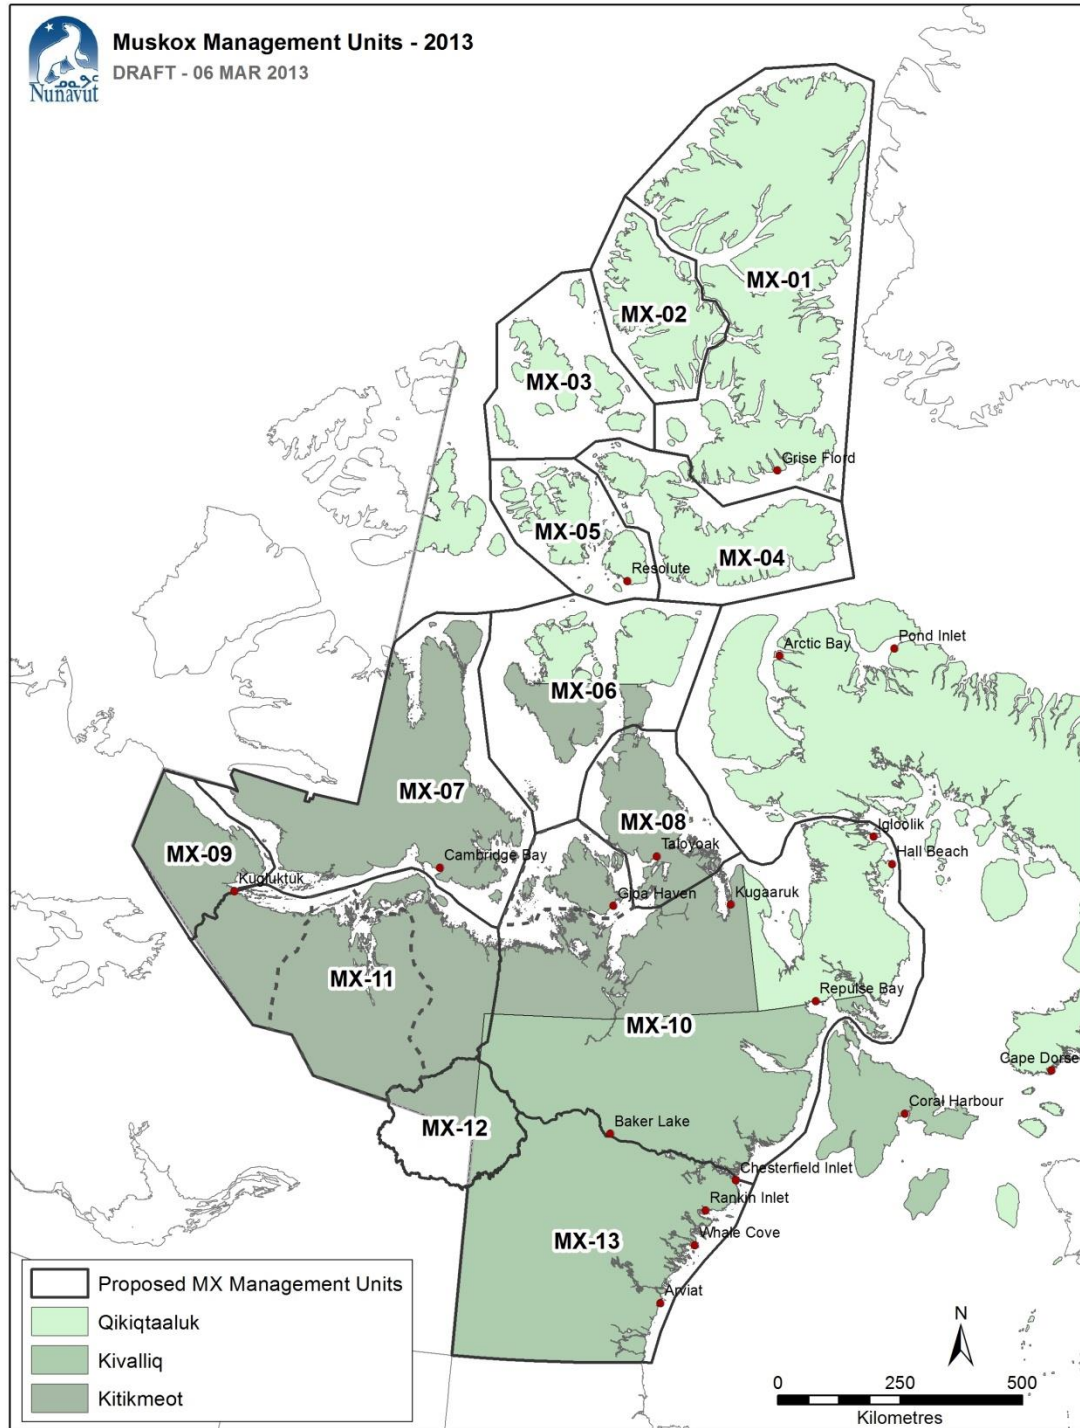 Muskox Management Units - 2013
DRAFT - 06 MAR 2013
Nunavut
ᓄᓇᕗᑦ
MX-01
MX-02
MX-03
Grise Fiord
MX-05
MX-04
Resolute
Arctic Bay
Pond Inlet
MX-06
MX-07
MX-08
Igloolik
MX-09
Taloyoak
Hall Beach
Cambridge Bay
Kugluktuk
Gjoa Haven
Kugaaruk
MX-11
Repulse Bay
MX-10
Cape Dorse
Coral Harbour
MX-12
Baker Lake
Chesterfield Inlet
Rankin Inlet
MX-13
Whale Cove
Arviat
Proposed MX Management Units
Qikiqtaaluk
Kivalliq
Kitikmeot
N
0 250 500
Kilometres